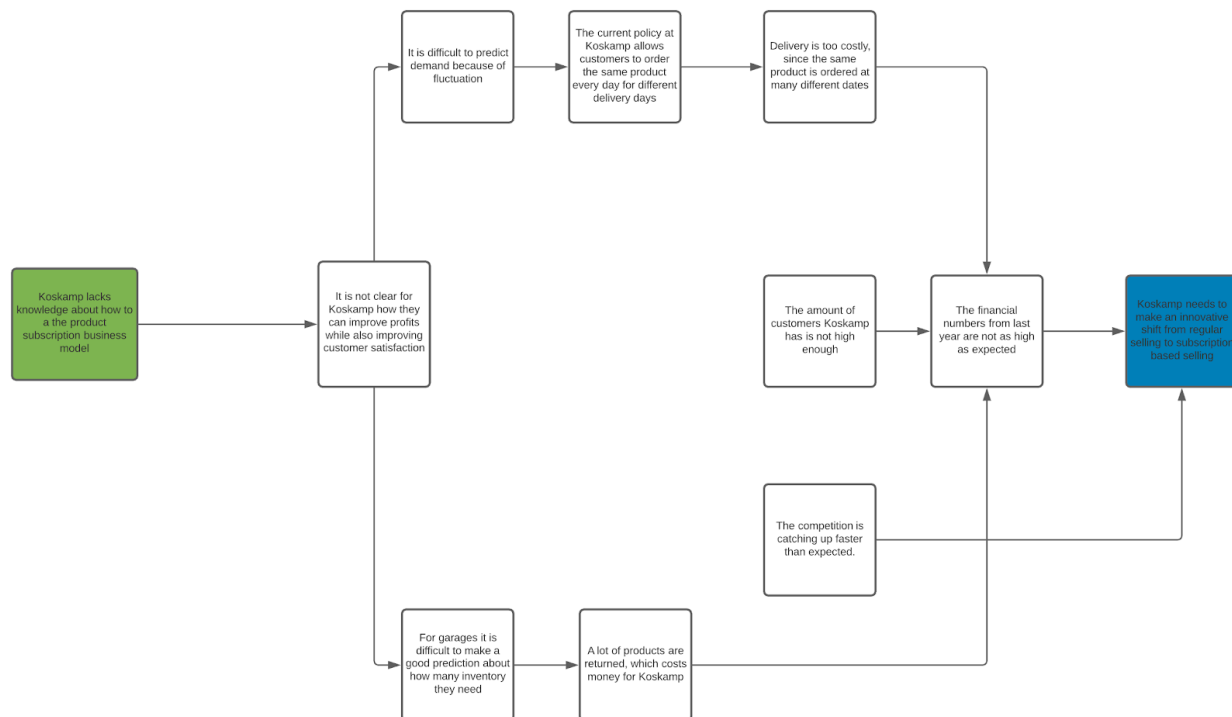 It is difficult to predict
demand because of
fluctuation
The current policy at
Koskamp allows
customers to order
the same product
every day for different
delivery days
Delivery is too costly,
since the same
product is ordered at
many different dates
Koskamp lacks
knowledge about how to
a the product
subscription business
model
It is not clear for
Koskamp how they
can improve profits
while also improving
customer satisfaction
The amount of
customers Koskamp
has is not high
enough
The financial
numbers from last
year are not as high
as expected
Koskamp needs to
make an innovative
shift from regular
selling to subscription
based selling
The competition is
catching up faster
than expected.
For garages it is
difficult to make a
good prediction about
how many inventory
they need
A lot of products are
returned, which costs
money for Koskamp